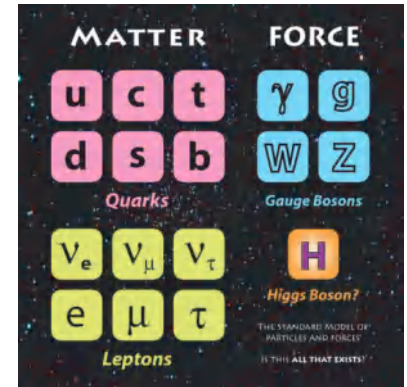 MATTER FORCE
u c t γ g
d s b W Z
Quarks Gauge Bosons
νe νμ ντ H
Higgs Boson?
e μ τ THE STANDARD MODEL OF
PARTICLES AND FORCES
Leptons IS THIS ALL THAT EXISTS?